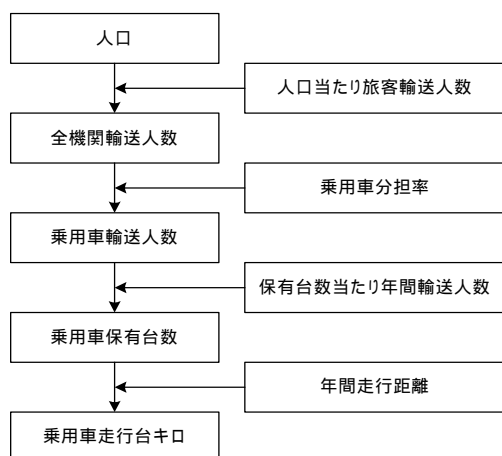 人口
人口当たり旅客輸送人数
全機関輸送人数
乗用車分担率
乗用車輸送人数
保有台数当たり年間輸送人数
乗用車保有台数
年間走行距離
乗用車走行台キロ